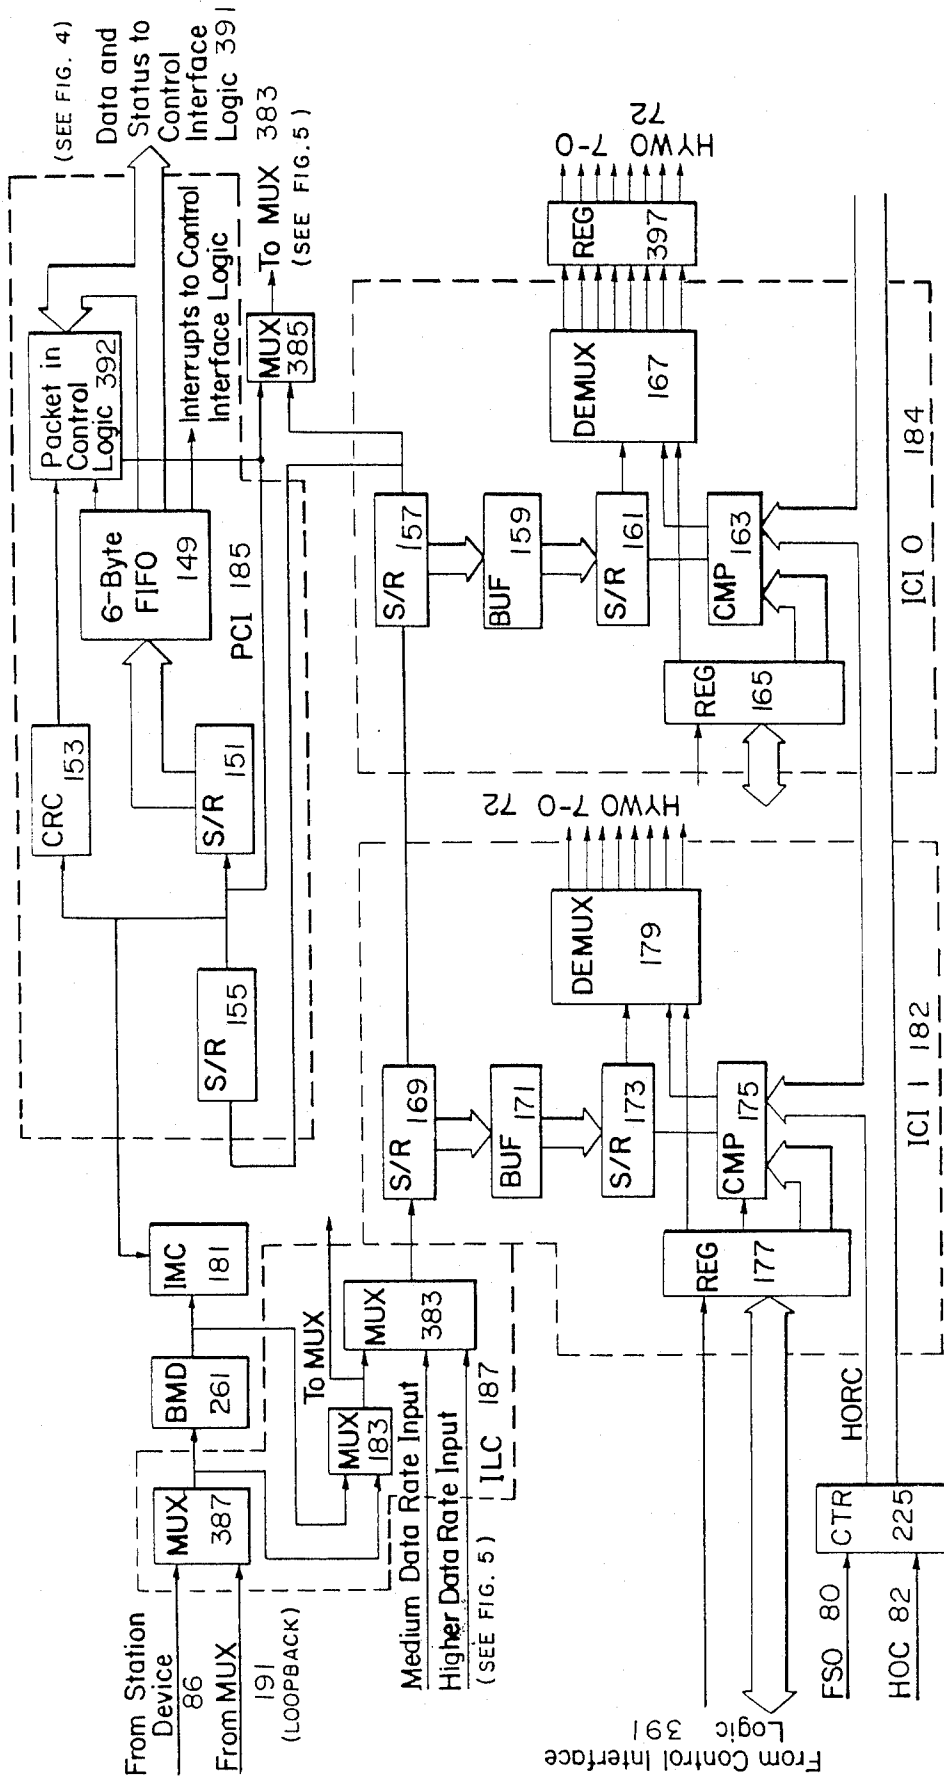 (SEE FIG. 4)
Data and
Status to
Control
Interface
Logic 391
To MUX 383
(SEE FIG. 5)
Packet in
Control
Logic 392
Interrupts to Control
Interface Logic
MUX
385
6-Byte
FIFO
149
PCI 185
CRC
153
S/R
151
S/R
155
IMC
181
BMD
261
MUX
387
From Station
Device
86
From MUX
191
(LOOPBACK)
To MUX
MUX
183
MUX
383
ILC 187
Medium Data Rate Input
Higher Data Rate Input
(SEE FIG. 5)
S/R
169
BUF
171
S/R
173
CMP
175
REG
177
DEMUX
179
HYWO 7-0 72
ICI 1 182
S/R
157
BUF
159
S/R
161
CMP
163
REG
165
DEMUX
167
REG
397
HYWO 7-0
72
ICI 0 184
From Control Interface
Logic 391
HORC
CTR
225
FSO 80
HOC 82